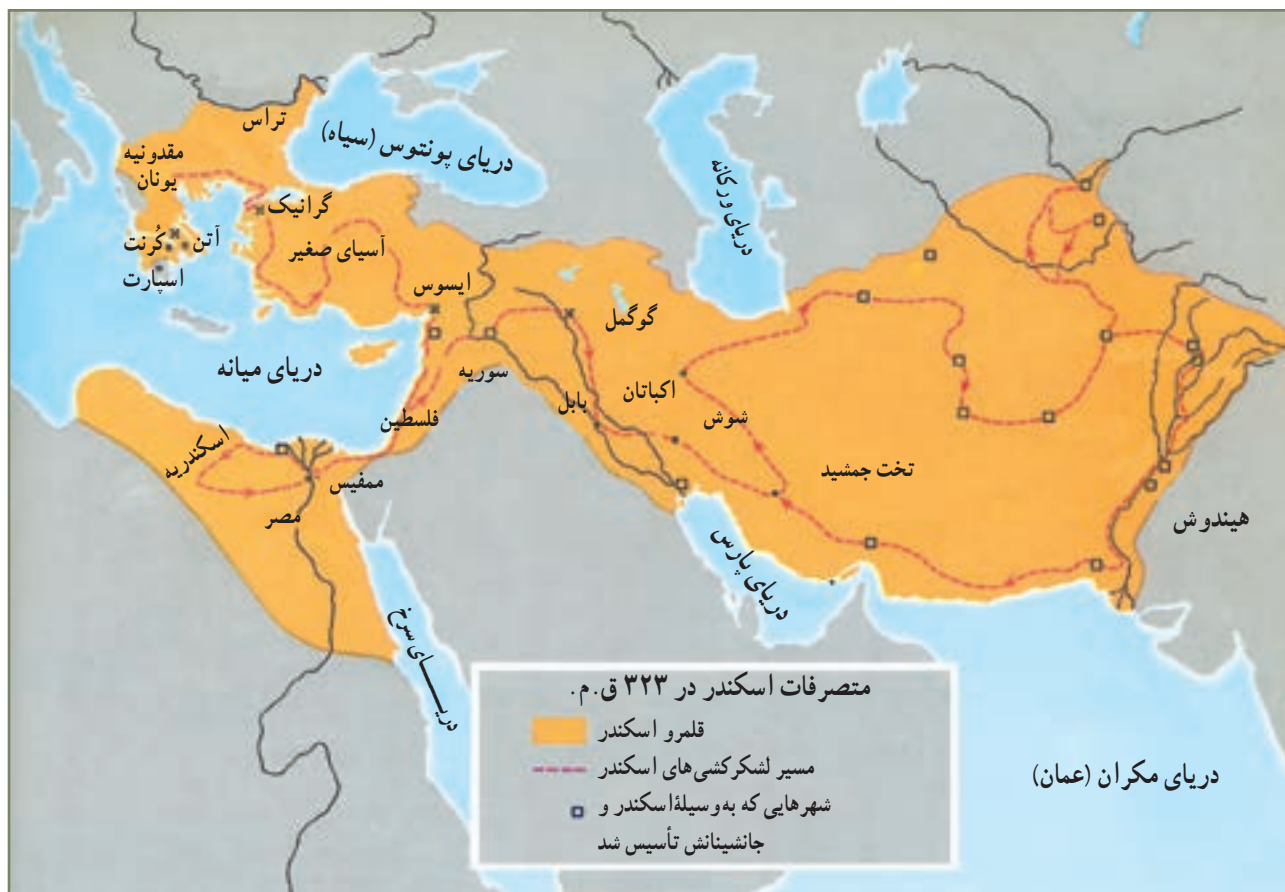 تراس
دریای پونتوس (سیاه)
مقدونیه
یونان
گرانیک
دریای ورکانه
آتن
کُرنت
اسپارت
آسیای صغیر
ایسوس
گوگمل
دریای میانه
سوریه
اکباتان
بابل
شوش
فلسطین
اسکندریه
ممفیس
تخت جمشید
مصر
هیندوش
دریای پارس
دریـــای سرخ
دریای مکران (عمان)
متصرفات اسکندر در ۳۲۳ ق.م.
قلمرو اسکندر
مسیر لشکرکشی‌های اسکندر
شهرهایی که به‌وسیلهٔ اسکندر و
جانشینانش تأسیس شد